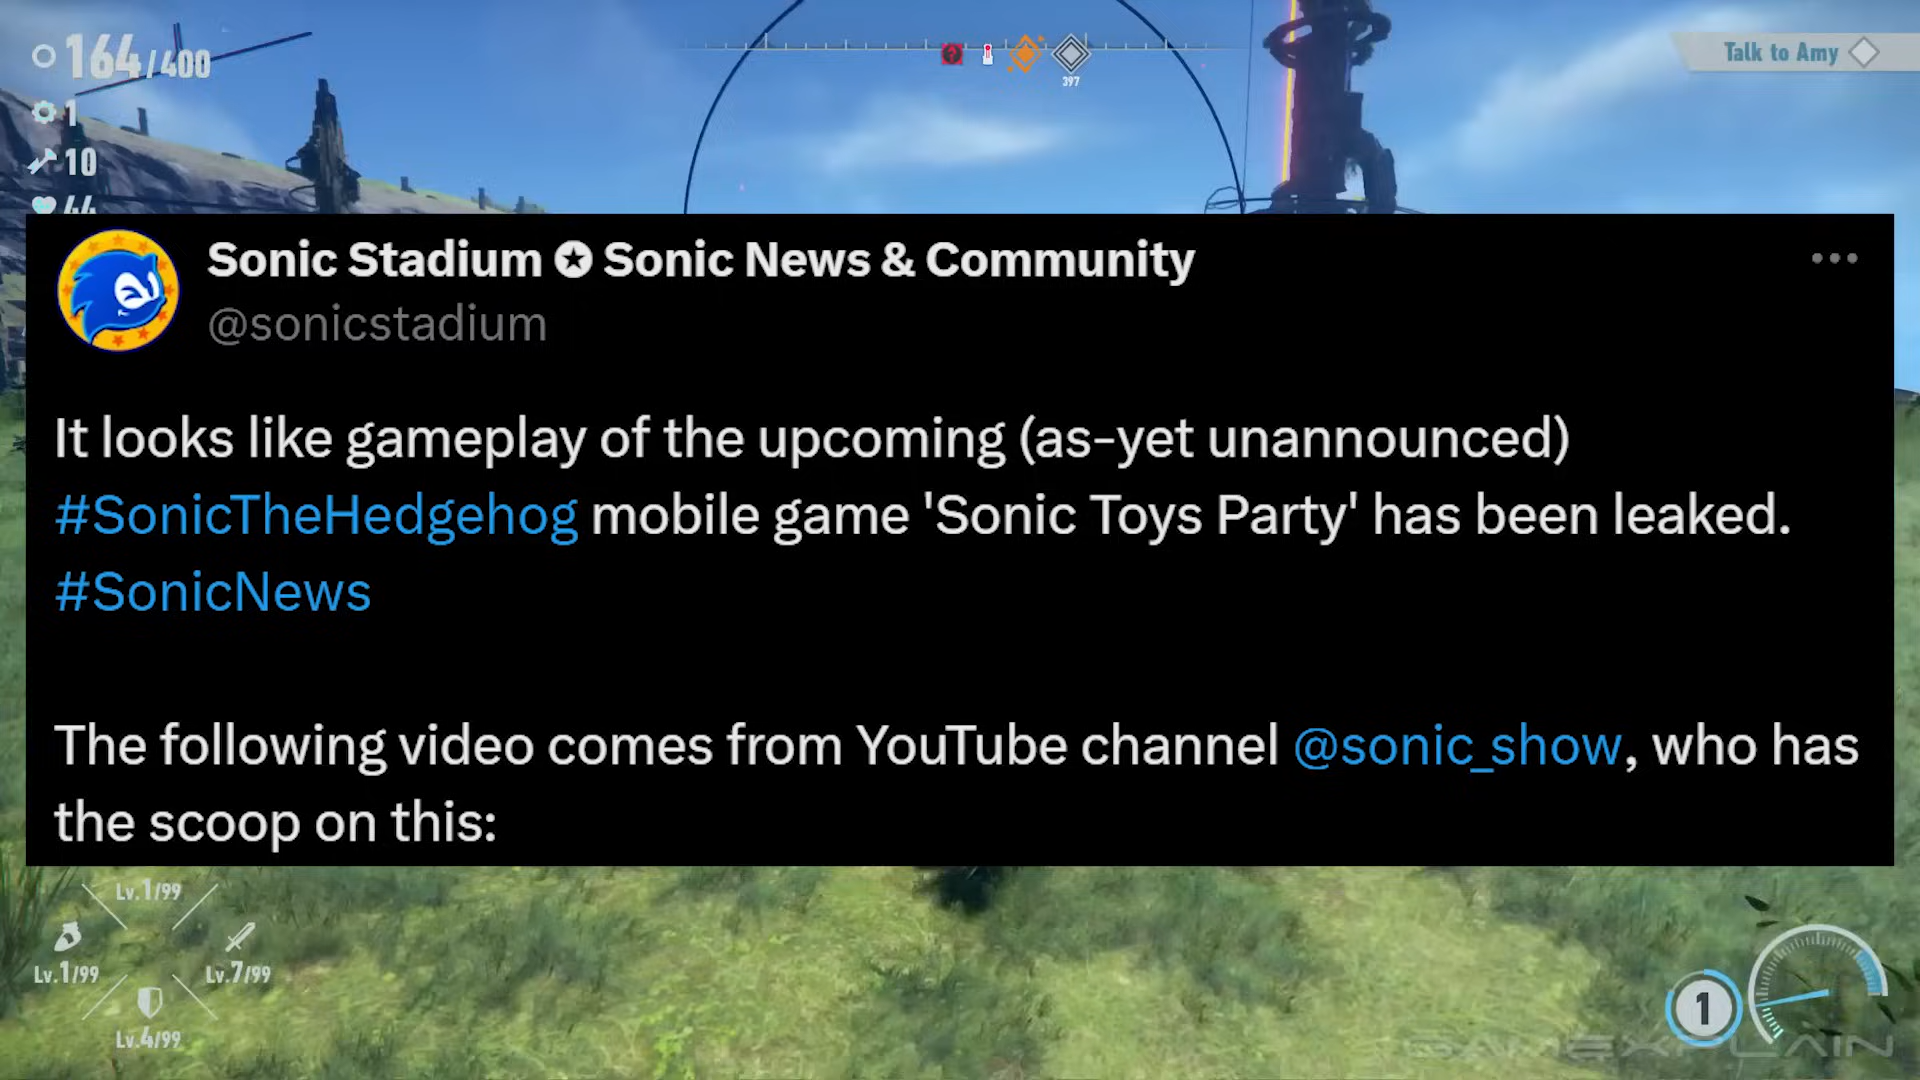 164/400
397
Talk to Amy
1
10
44
Sonic Stadium ✪ Sonic News & Community
@sonicstadium
It looks like gameplay of the upcoming (as-yet unannounced)
#SonicTheHedgehog mobile game 'Sonic Toys Party' has been leaked.
#SonicNews
The following video comes from YouTube channel @sonic_show, who has
the scoop on this:
Lv.1/99
Lv.1/99
Lv.7/99
Lv.4/99
1
GAMEXPLAIN